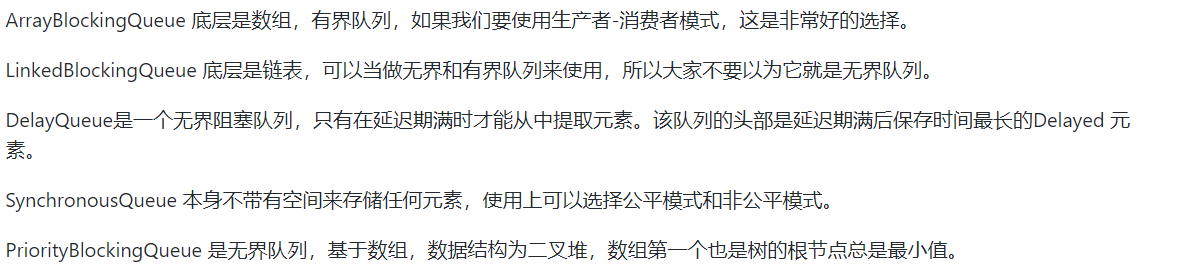 ArrayBlockingQueue 底层是数组，有界队列，如果我们要使用生产者-消费者模式，这是非常好的选择。
LinkedBlockingQueue 底层是链表，可以当做无界和有界队列来使用，所以大家不要以为它就是无界队列。
DelayQueue是一个无界阻塞队列，只有在延迟期满时才能从中提取元素。该队列的头部是延迟期满后保存时间最长的Delayed 元
素。
SynchronousQueue 本身不带有空间来存储任何元素，使用上可以选择公平模式和非公平模式。
PriorityBlockingQueue 是无界队列，基于数组，数据结构为二叉堆，数组第一个也是树的根节点总是最小值。